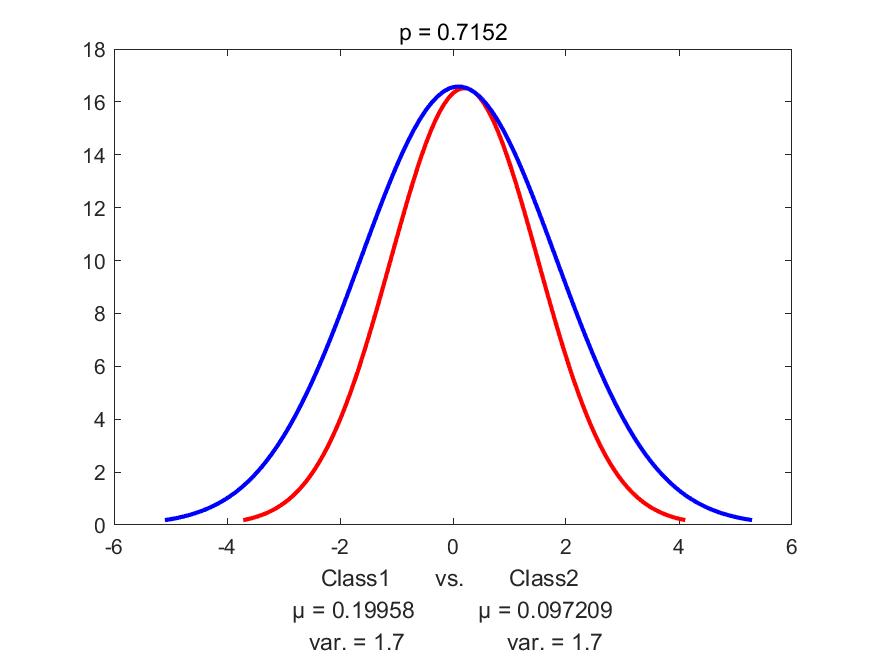 p = 0.7152
18
16
14
12
10
8
6
4
2
0
-6 -4 -2 0 2 4 6
Class1 vs. Class2
μ = 0.19958 μ = 0.097209
var. = 1.7 var. = 1.7